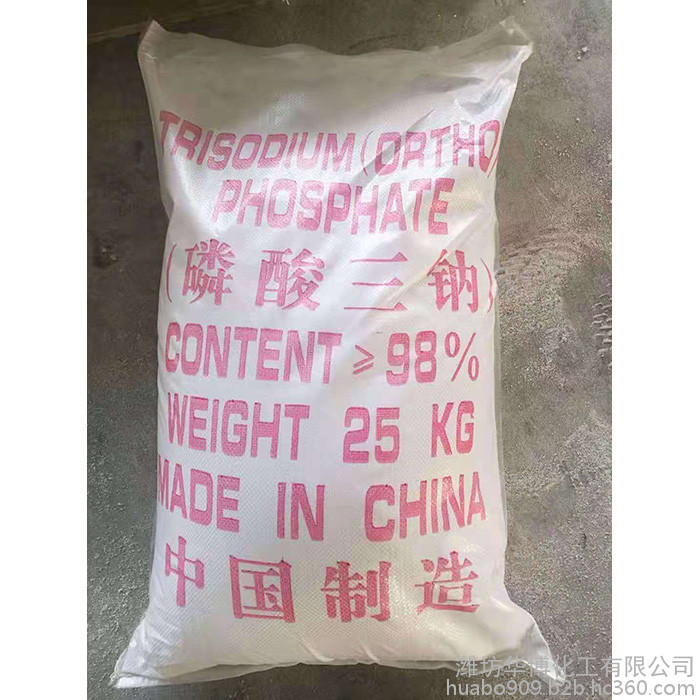 TRISODIUM(ORTHO)
PHOSPHATE
(磷酸三钠)
CONTENT ≥98%
WEIGHT 25 KG
MADE IN CHINA
中国制造
潍坊华博化工有限公司
huabo909.b2b.hc360.com